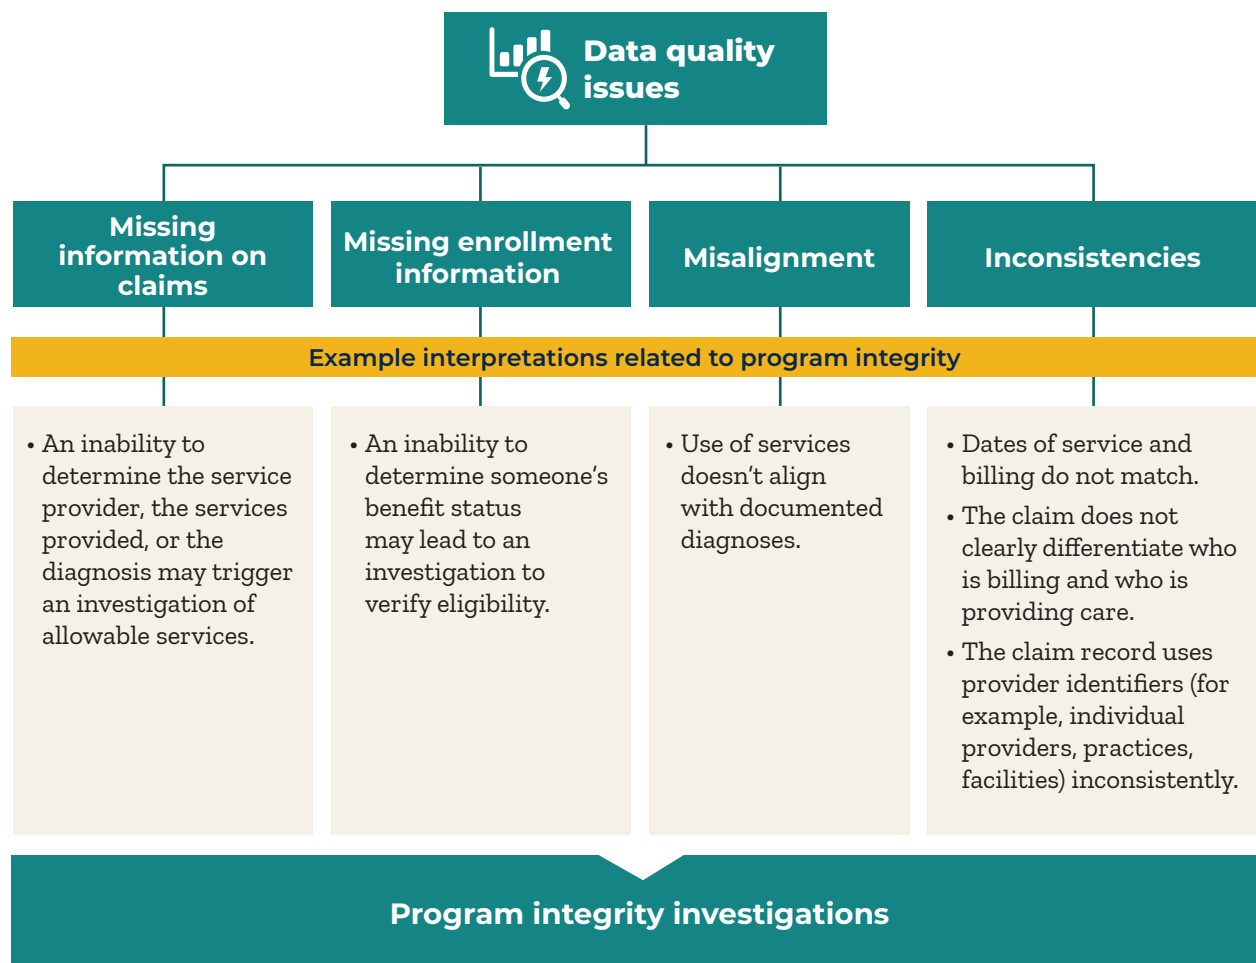 Data quality
issues
Missing
information on
claims
Missing enrollment
information
Misalignment
Inconsistencies
Example interpretations related to program integrity
• An inability to
determine the service
provider, the services
provided, or the
diagnosis may trigger
an investigation of
allowable services.
• An inability to
determine someone’s
benefit status
may lead to an
investigation to
verify eligibility.
• Use of services
doesn’t align
with documented
diagnoses.
• Dates of service and
billing do not match.
• The claim does not
clearly differentiate who
is billing and who is
providing care.
• The claim record uses
provider identifiers (for
example, individual
providers, practices,
facilities) inconsistently.
Program integrity investigations